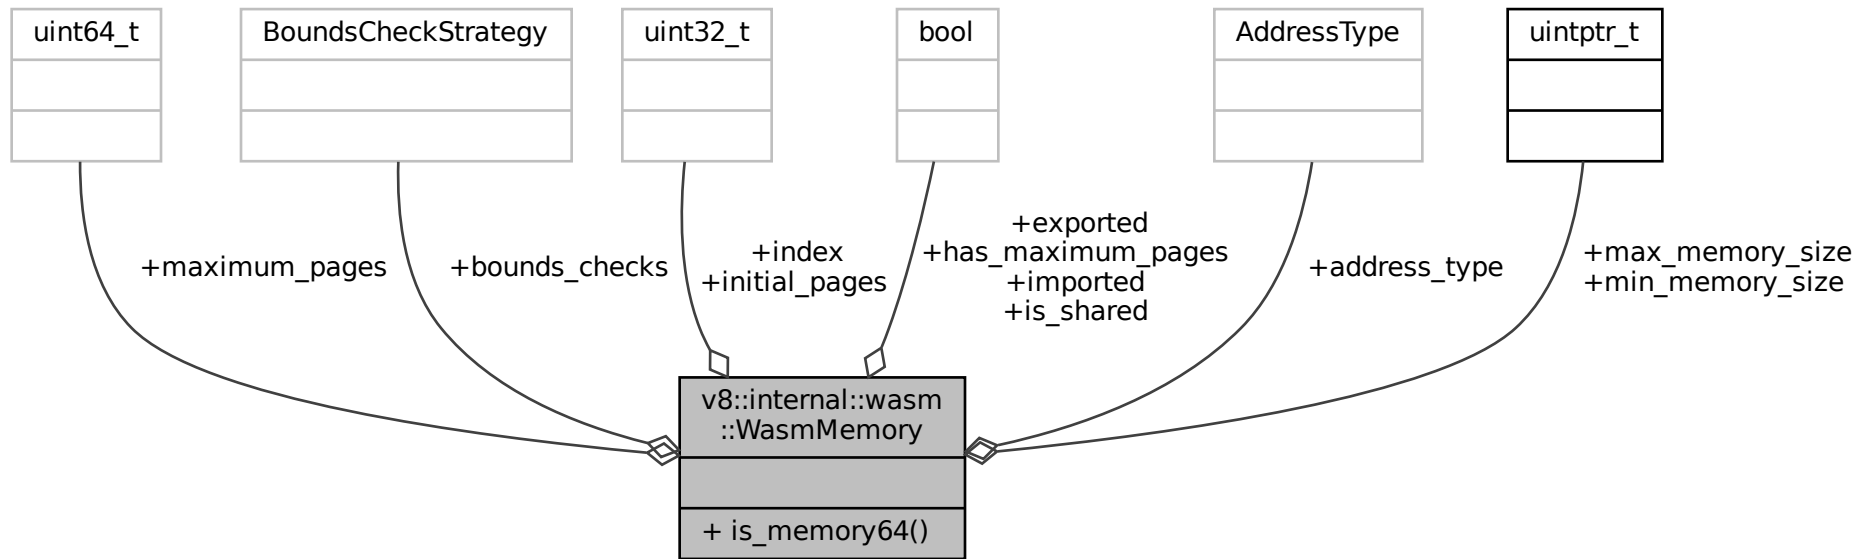 uint64_t
BoundsCheckStrategy
uint32_t
bool
AddressType
uintptr_t
+maximum_pages
+bounds_checks
+index
+initial_pages
+exported
+has_maximum_pages
+imported
+is_shared
+address_type
+max_memory_size
+min_memory_size
v8::internal::wasm
::WasmMemory
+ is_memory64()